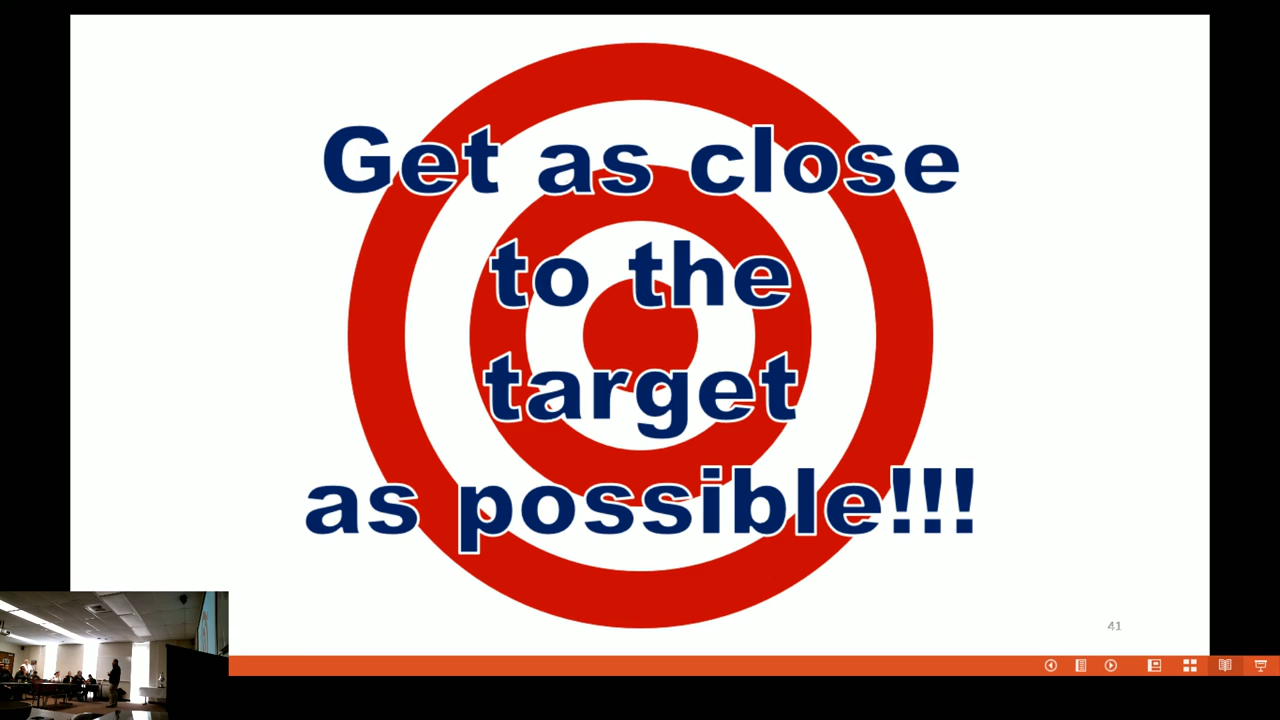 Get as close
to the
target
as possible!!!
41